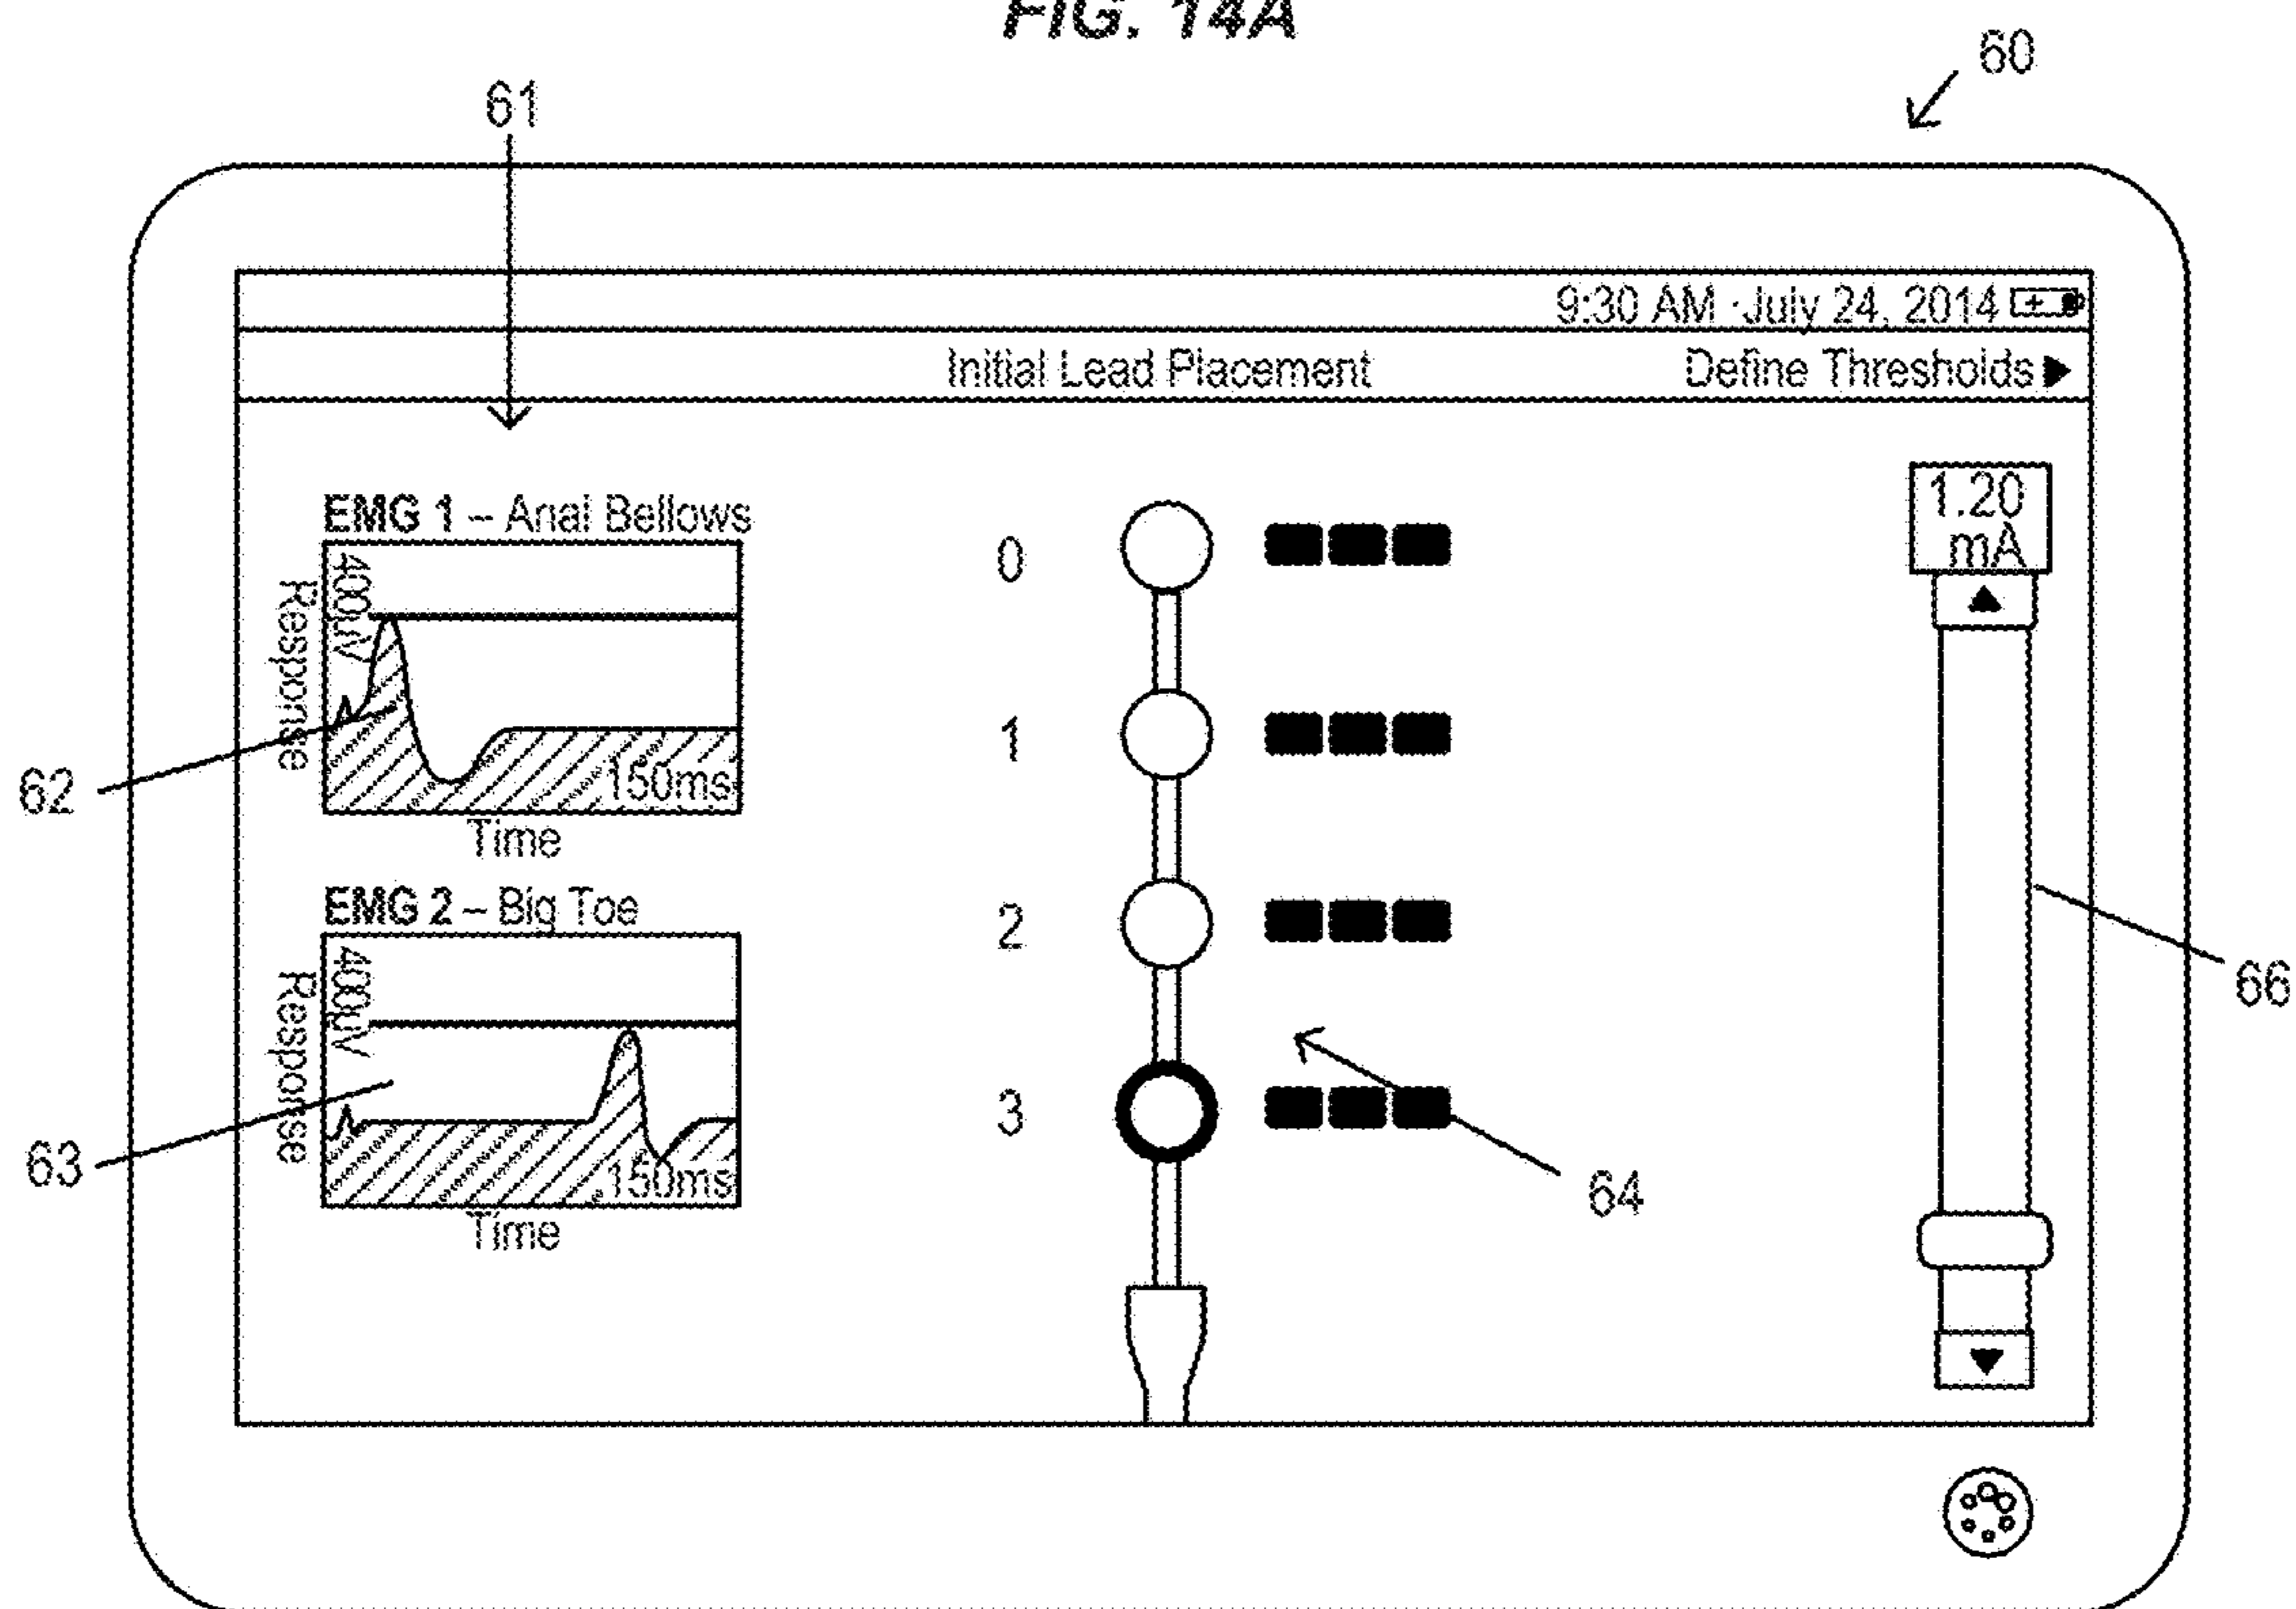 FIG. 14A
60
61
9:30 AM · July 24, 2014
Initial Lead Placement
Define Thresholds ▶
1.20
mA
EMG 1 – Anal Bellows
400uV
Response
150ms
Time
0
1
2
3
62
EMG 2 – Big Toe
400uV
Response
150ms
Time
63
64
66